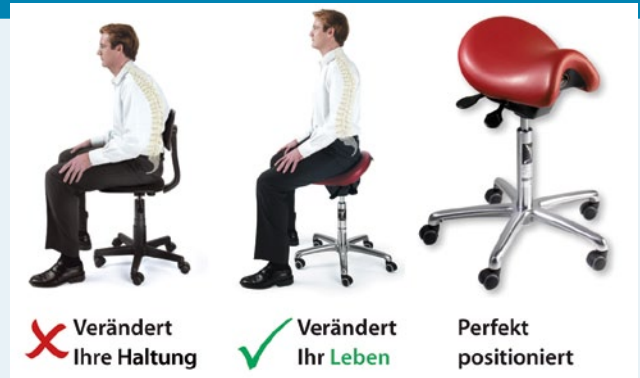 Verändert
Ihre Haltung
Verändert
Ihr Leben
Perfekt
positioniert